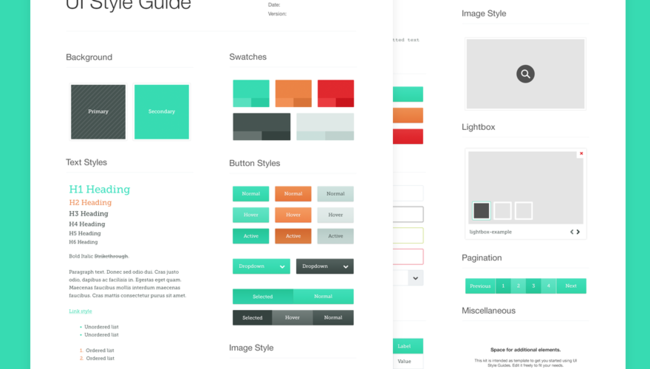 UI Style Guide
Date:
Version:
Background
Primary
Secondary
Text Styles
H1 Heading
H2 Heading
H3 Heading
H4 Heading
H5 Heading
H6 Heading
Bold Italic Strikethrough
Paragraph text. Donec sed odio dui. Cras justo
odio, dapibus ac facilisis in. Egestas eget quam.
Maecenas faucibus mollis interdum maecenas
faucibus. Cras mattis consectetur purus sit amet.
Link style
Unordered list
Unordered list
1. Ordered list
2. Ordered list
Swatches
Button Styles
Normal
Normal
Normal
Hover
Hover
Hover
Active
Active
Active
Dropdown
Dropdown
Selected
Normal
Selected
Hover
Normal
Image Style
tted text
Label
Value
Image Style
Lightbox
lightbox example
Pagination
Previous
1
2
3
4
Next
Miscellaneous
Space for additional elements.
This kit is intended as template to get you started using UI
Style Guides. Edit it freely to fit your needs.